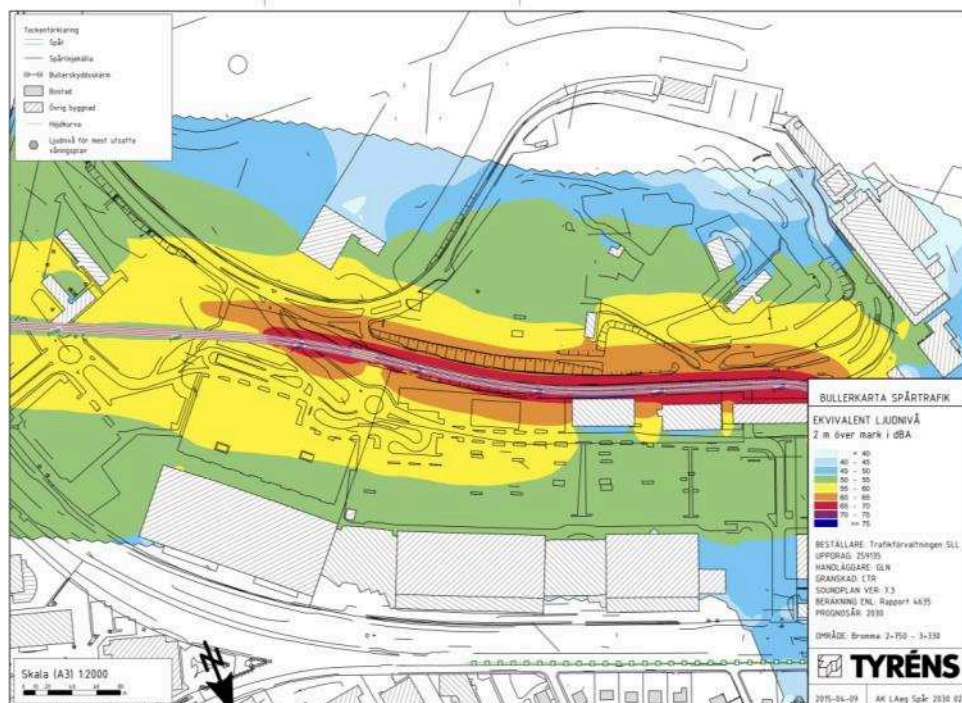 Teckenförklaring
Spår
Spårlinjekälla
Bullerskyddsskärm
Bostad
Övrig byggnad
Höjdkurva
Ljudnivå för mest utsatta
våningsplan
BULLERKARTA SPÅRTRAFIK
EKVIVALENT LJUDNIVÅ
2 m över mark i dBA
< 40
40 - 45
45 - 50
50 - 55
55 - 60
60 - 65
65 - 70
70 - 75
>= 75
BESTÄLLARE: Trafikförvaltningen SLL
UPPDRAG: 259135
HANDLÄGGARE: GLN
GRANSKAD: CTR
SOUNDPLAN VER: 7.3
BERÄKNING ENL: Rapport 4635
PROGNOSÅR: 2030
OMRÅDE: Bromma 2+750 - 3+330
TYRÉNS
2015-04-09
AK LAeq Spår 2030 02
Skala (A3) 1:2000
N